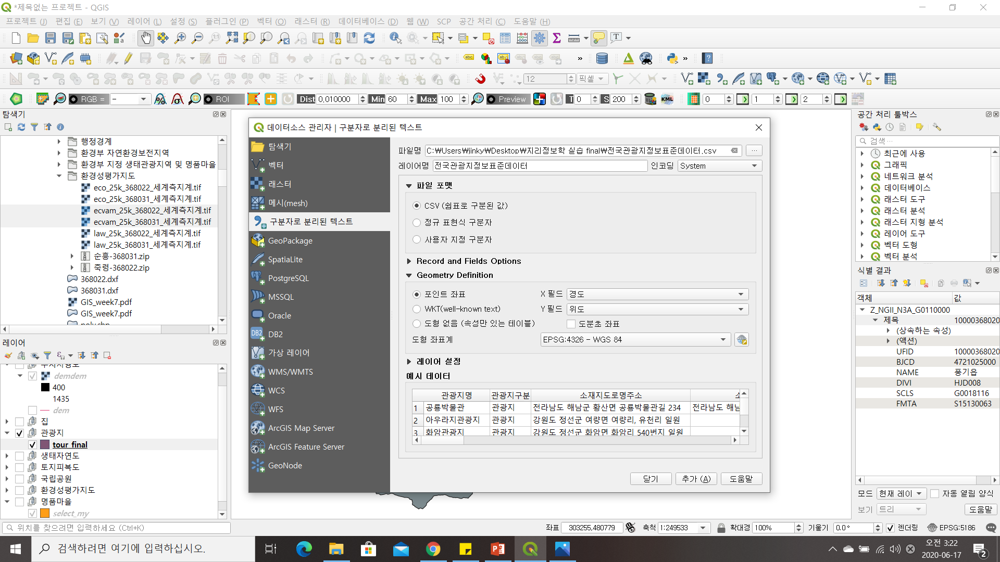 *제목없는 프로젝트 - QGIS
프로젝트 (J) 편집 (E) 보기 (V) 레이어 (L) 설정 (S) 플러그인 (P) 벡터 (O) 래스터 (R) 데이터베이스 (D) 웹 (W) SCP 공간 처리 (C) 도움말 (H)
12 픽셀
RGB = - ROI Dist 0,010000 Min 60 Max 100 Preview T 0 S 200 KML 0 1 2
탐색기
행정경계
환경부 자연환경보전지역
환경부 지정 생태관광지역 및 명품마을
환경성평가지도
eco_25k_368022_세계측지계.tif
eco_25k_368031_세계측지계.tif
ecvam_25k_368022_세계측지계.tif
ecvam_25k_368031_세계측지계.tif
law_25k_368022_세계측지계.tif
law_25k_368031_세계측지계.tif
순흥-368031.zip
죽령-368022.zip
368022.dxf
368031.dxf
GIS_week7.pdf
GIS_week7.pdf
레이어
demdem
400
1435
dem
집
관광지
tour_final
생태자연도
토지피복도
국립공원
환경성평가지도
명품마을
select_my
위치를 찾으려면 입력하세요 (Ctrl+K)
데이터소스 관리자 | 구분자로 분리된 텍스트
탐색기
벡터
래스터
메시(mesh)
구분자로 분리된 텍스트
GeoPackage
SpatiaLite
PostgreSQL
MSSQL
Oracle
DB2
가상 레이어
WMS/WMTS
WCS
WFS
ArcGIS Map Server
ArcGIS Feature Server
GeoNode
파일명 C:₩Users₩jinky₩Desktop₩지리정보학 실습 final₩전국관광지정보표준데이터.csv ...
레이어명 전국관광지정보표준데이터 인코딩 System
파일 포맷
CSV (쉼표로 구분된 값)
정규 표현식 구분자
사용자 지정 구분자
Record and Fields Options
Geometry Definition
포인트 좌표 X 필드 경도
WKT(well-known text) Y 필드 위도
도형 없음 (속성만 있는 테이블) 도분초 좌표
도형 좌표계 EPSG:4326 - WGS 84
레이어 설정
예시 데이터
관광지명 관광지구분 소재지도로명주소
1 공룡박물관 관광지 전라남도 해남군 황산면 공룡박물관길 234 전라남도 해남
2 아우라지관광지 관광지 강원도 정선군 여량면 여량리, 유천리 일원
3 화암관광지 관광지 강원도 정선군 화암면 화암리 540번지 일원
닫기 추가 (A) 도움말
공간 처리 툴박스
검색...
최근에 사용
그래픽
네트워크 분석
데이터베이스
래스터 도구
래스터 분석
래스터 지형 분석
레이어 도구
벡터 도형
벡터 분석
식별 결과
객체 값
Z_NGII_N3A_G0110000
제목 10000368020
(상속하는 속성)
(액션)
UFID 10000368020
BJCD 4721025000
NAME 풍기읍
DIVI HJD008
SCLS G0018116
FMTA S15130063
모드 현재 레이 자동 열림 양식
보기 트리 도움말
좌표 303255,480779 축척 1:249533 확대경 100% 기울기 0.0 ° 렌더링 EPSG:5186
검색하려면 여기에 입력하십시오.
오전 3:22
2020-06-17
2